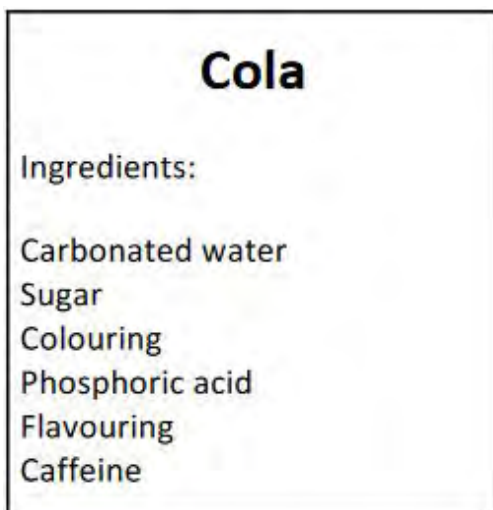 Cola
Ingredients:
Carbonated water
Sugar
Colouring
Phosphoric acid
Flavouring
Caffeine